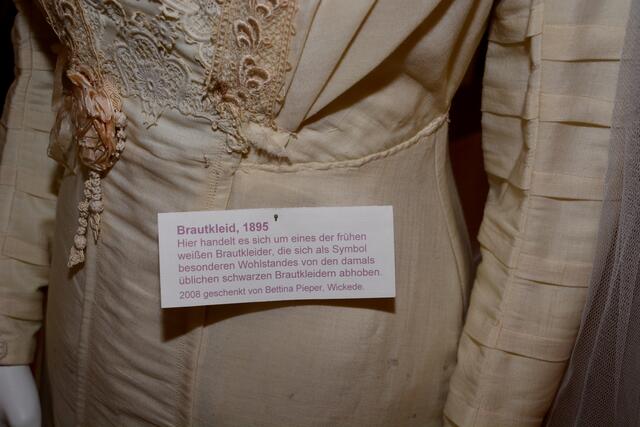 Brautkleid, 1895
Hier handelt es sich um eines der frühen
weißen Brautkleider, die sich als Symbol
besonderen Wohlstandes von den damals
üblichen schwarzen Brautkleidern abhoben.
2008 geschenkt von Bettina Pieper, Wickede.